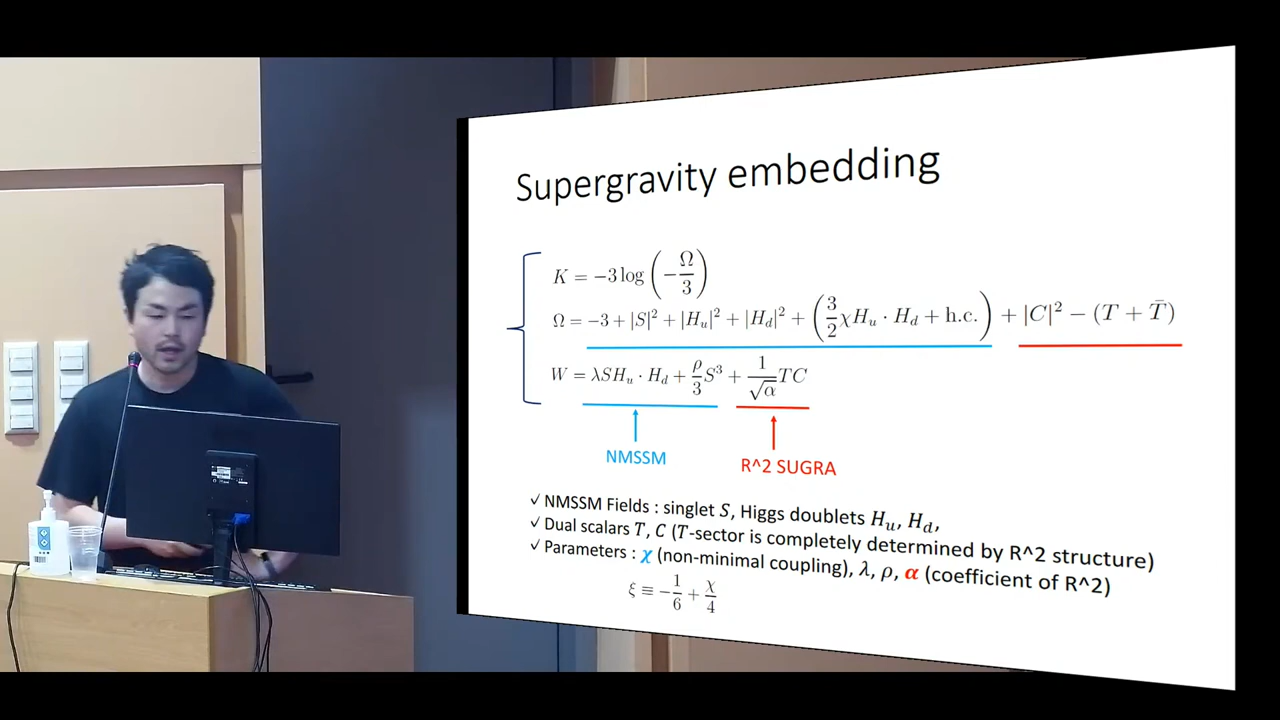 Supergravity embedding
K = −3 log (−Ω/3)
Ω = −3 + |S|² + |H_u|² + |H_d|² + (3/2 χH_u · H_d + h.c.) + |C|² − (T + T̄)
W = λSH_u · H_d + ρ/3 S³ + 1/√α TC
NMSSM
R^2 SUGRA
✓ NMSSM Fields : singlet S, Higgs doublets H_u, H_d,
✓ Dual scalars T, C (T-sector is completely determined by R^2 structure)
✓ Parameters : χ (non-minimal coupling), λ, ρ, α (coefficient of R^2)
ξ ≡ −1/6 + χ/4